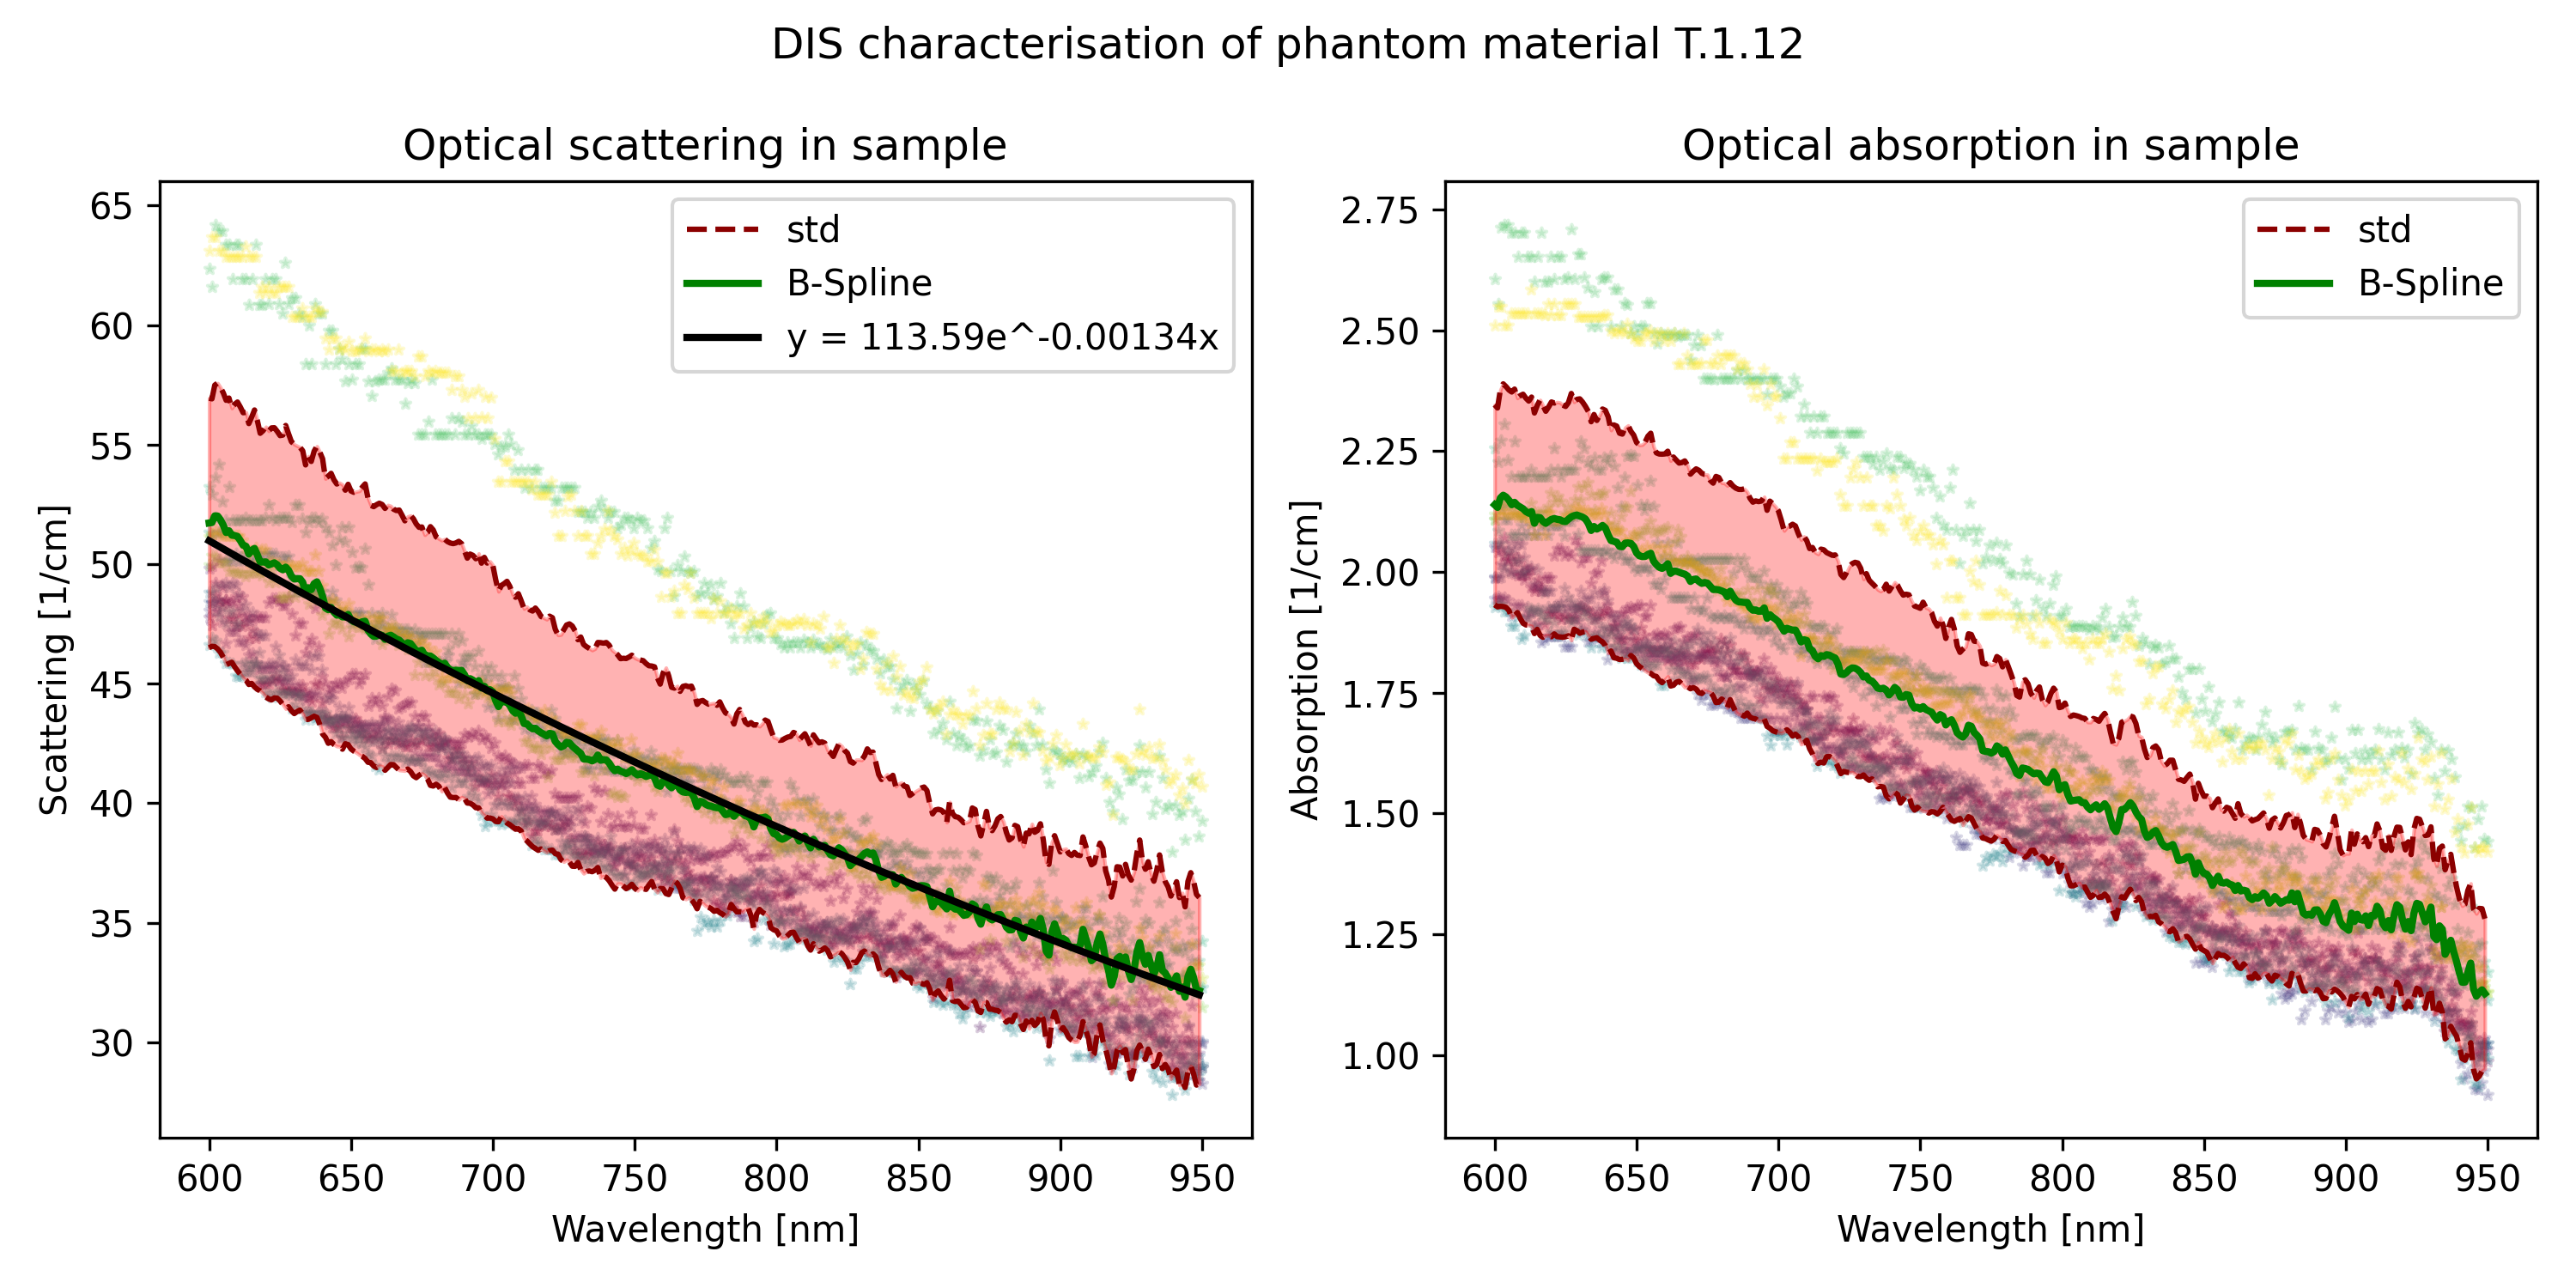 DIS characterisation of phantom material T.1.12
Optical scattering in sample
65
60
55
50
45
40
35
30
Scattering [1/cm]
std
B-Spline
y = 113.59e^-0.00134x
600 650 700 750 800 850 900 950
Wavelength [nm]
Optical absorption in sample
2.75
2.50
2.25
2.00
1.75
1.50
1.25
1.00
Absorption [1/cm]
std
B-Spline
600 650 700 750 800 850 900 950
Wavelength [nm]